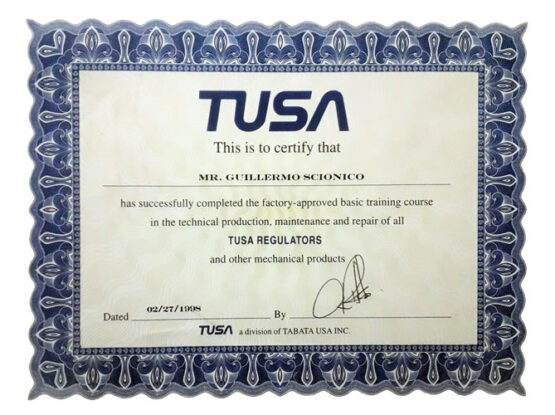 TUSA
This is to certify that
MR. GUILLERMO SCIONICO
has successfully completed the factory-approved basic training course
in the technical production, maintenance and repair of all
TUSA REGULATORS
and other mechanical products
Dated 02/27/1998 By
TUSA a division of TABATA USA INC.